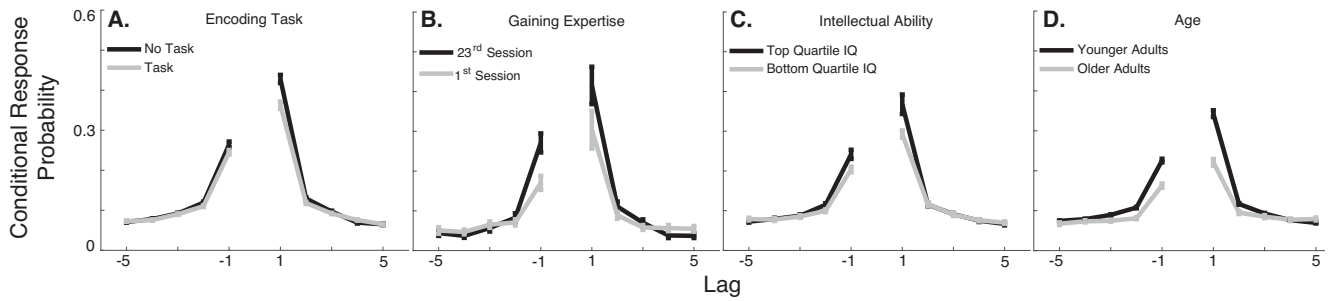 A. Encoding Task
No Task
Task
B. Gaining Expertise
23rd Session
1st Session
C. Intellectual Ability
Top Quartile IQ
Bottom Quartile IQ
D. Age
Younger Adults
Older Adults
Conditional Response
Probability
0.6
0.3
0
-5 -1 1 5
-5 -1 1 5
-5 -1 1 5
-5 -1 1 5
Lag